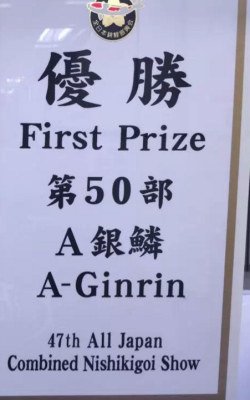 優勝
First Prize
第50部
A銀鱗
A-Ginrin
47th All Japan
Combined Nishikigoi Show